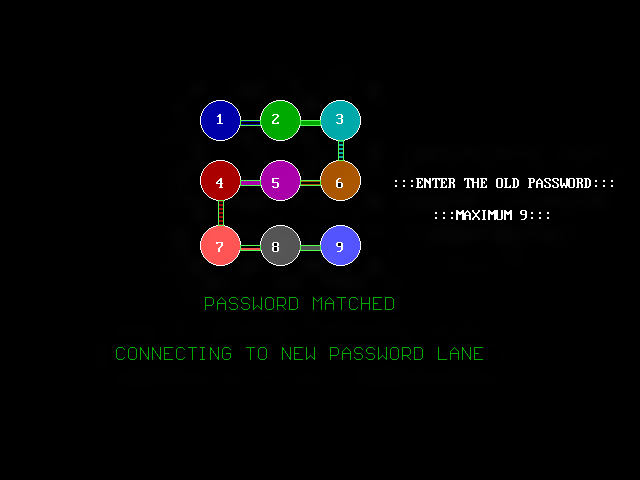 1 2 3
4 5 6
:::ENTER THE OLD PASSWORD:::
:::MAXIMUM 9:::
7 8 9
PASSWORD MATCHED
CONNECTING TO NEW PASSWORD LANE